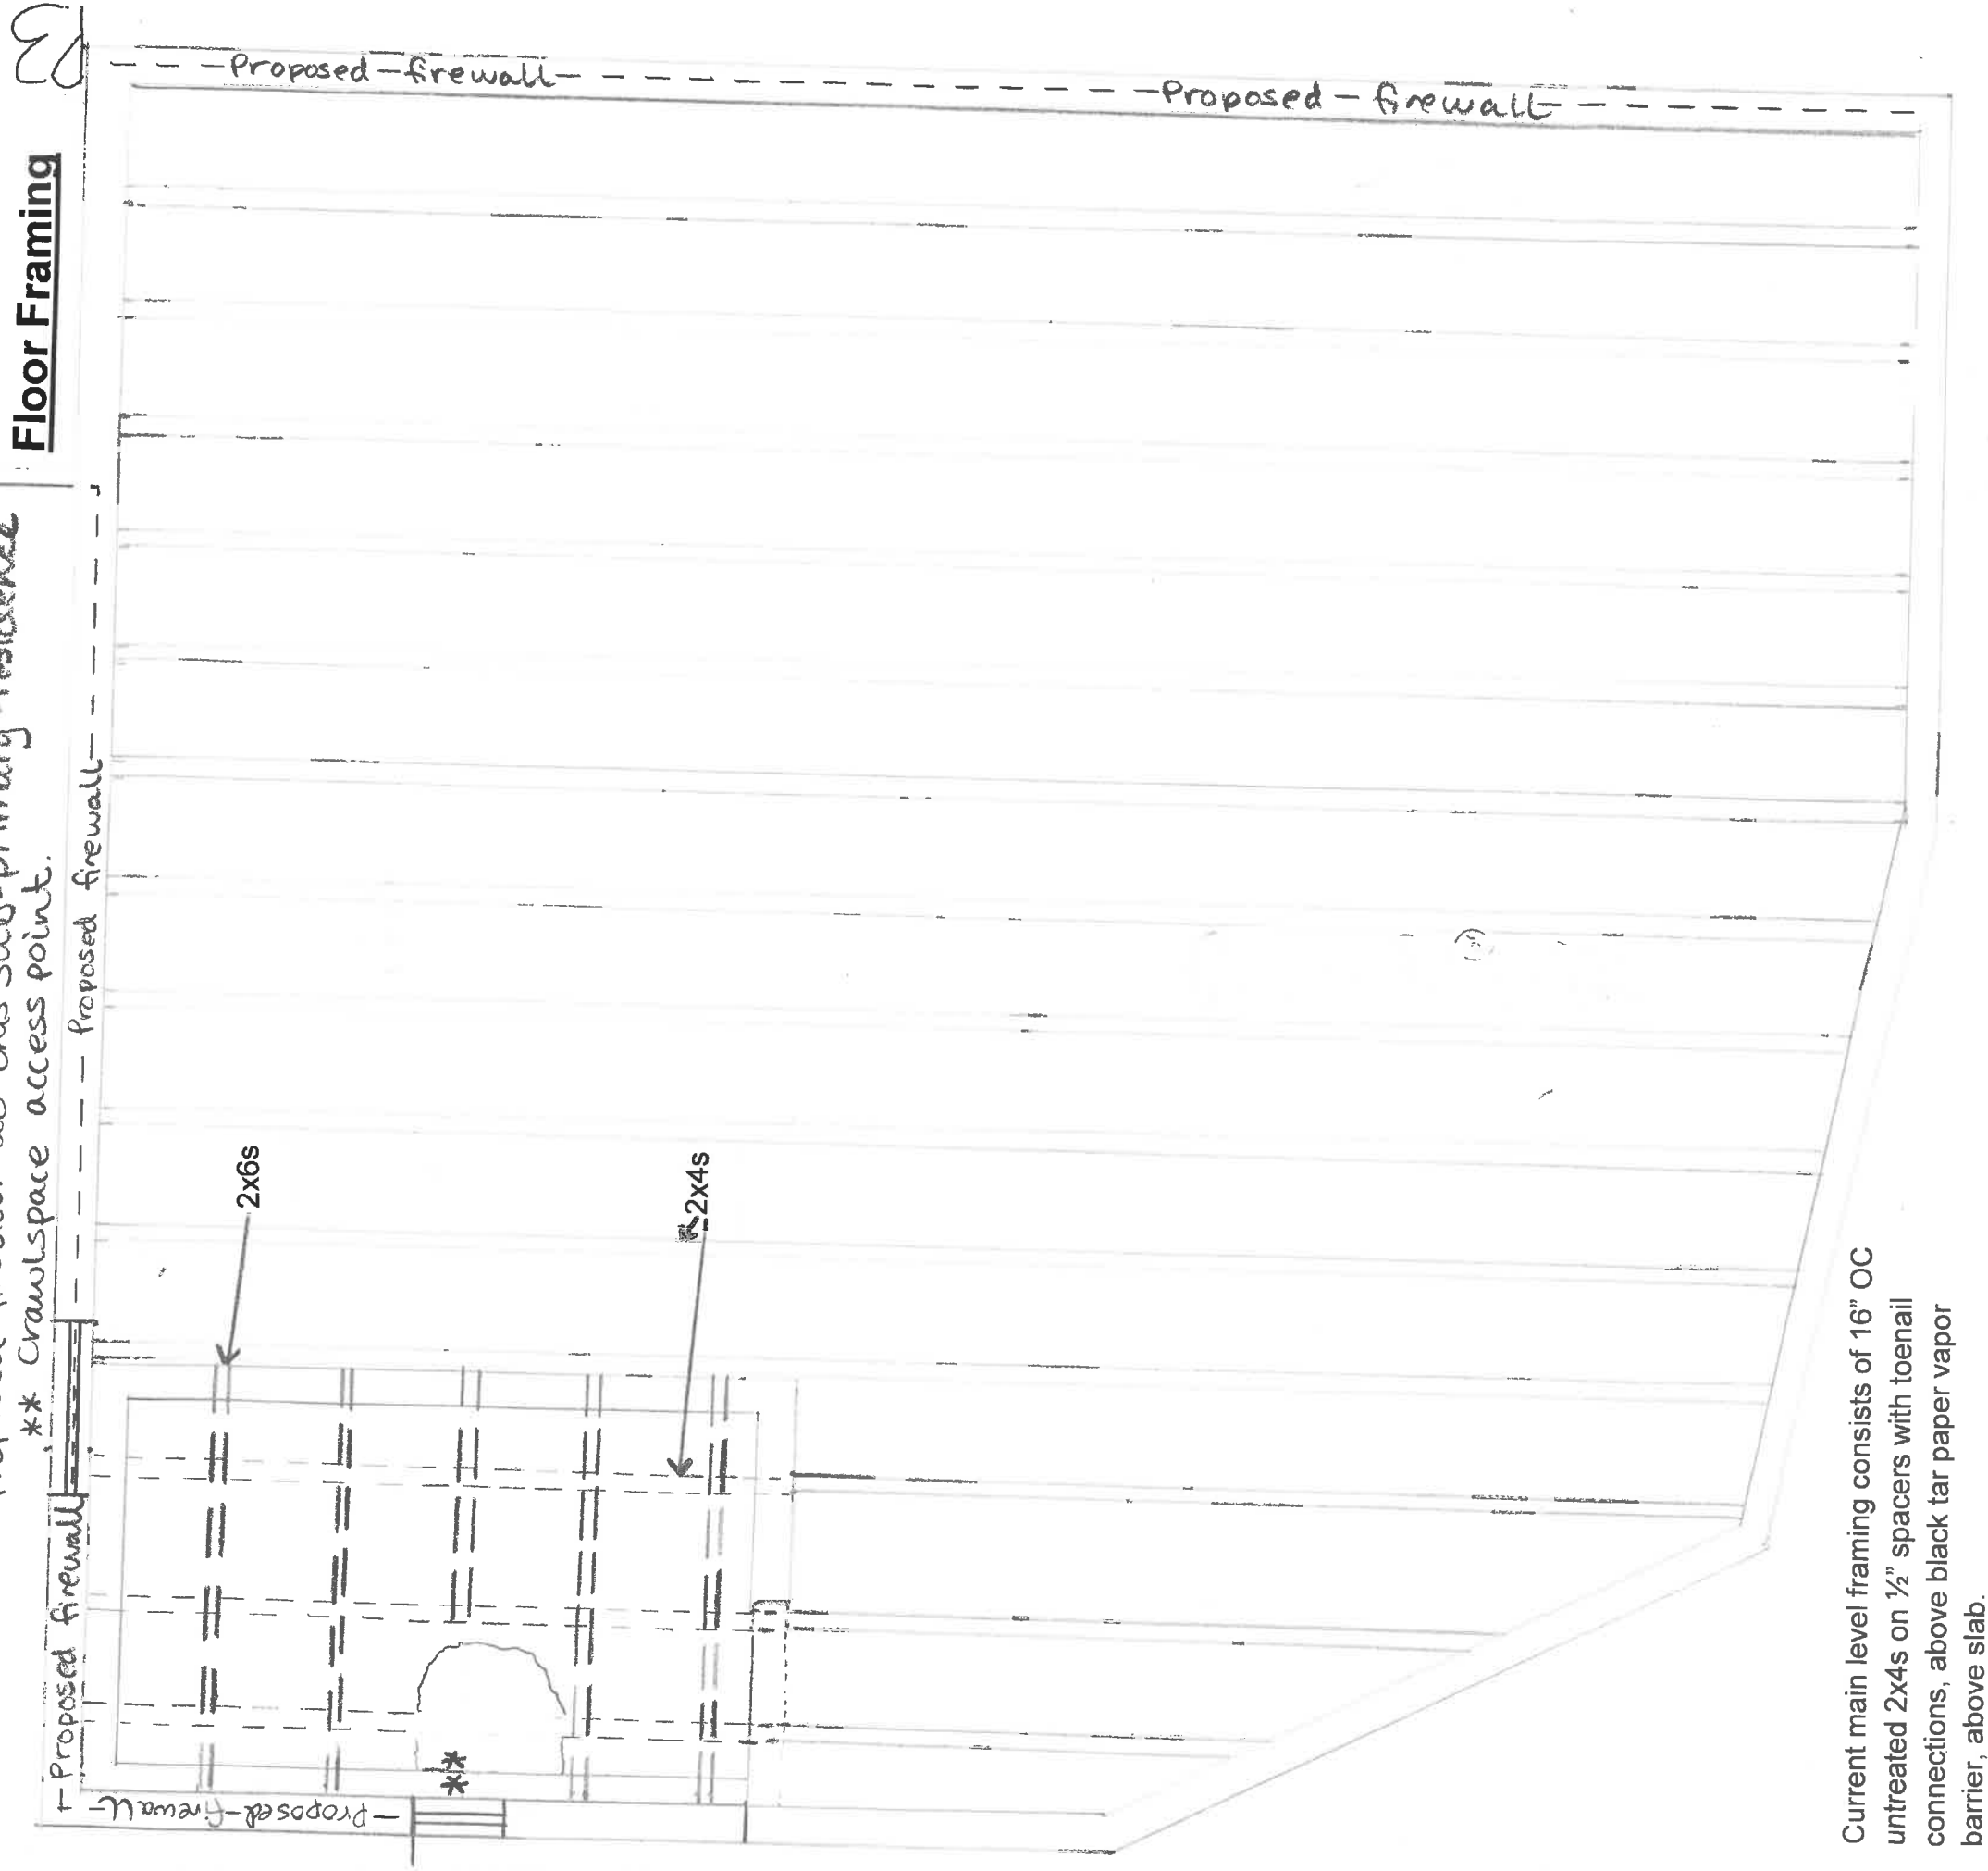 Floor Framing
primary residence
** Crawlspace access point.
-Proposed firewall
Proposed firewall
-Proposed-firewall-
-Proposed-firewall-
-Proposed-firewall-
2x6s
2x4s
**
Current main level framing consists of 16” OC
untreated 2x4s on ½” spacers with toenail
connections, above black tar paper vapor
barrier, above slab.